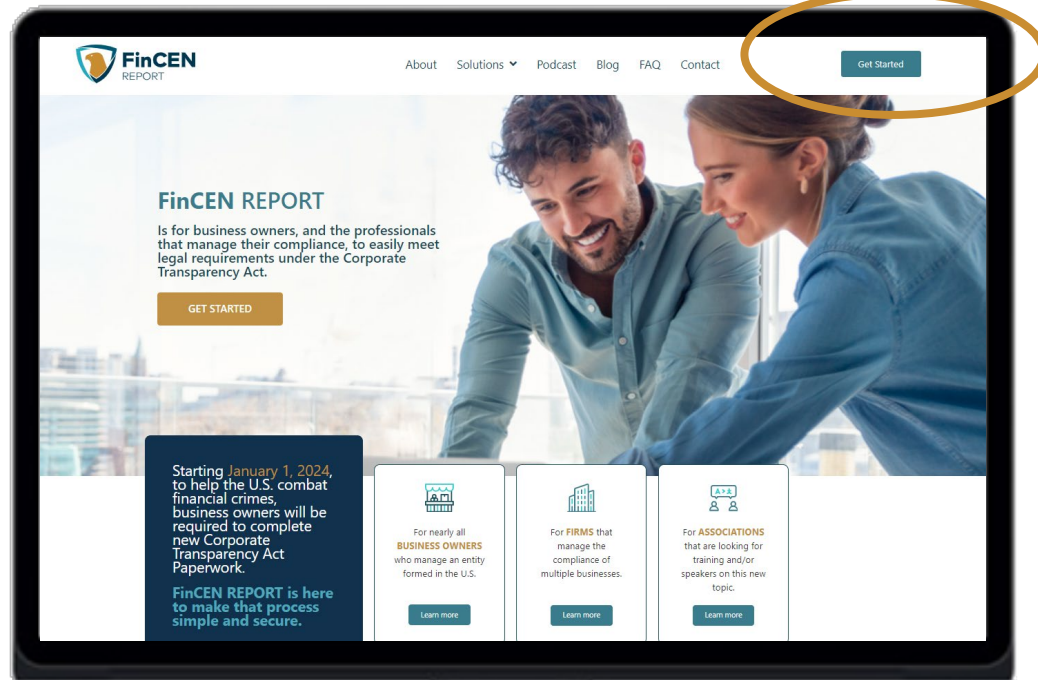 FinCEN
REPORT
About Solutions Podcast Blog FAQ Contact
Get Started
FinCEN REPORT
Is for business owners, and the professionals
that manage their compliance, to easily meet
legal requirements under the Corporate
Transparency Act.
GET STARTED
Starting January 1, 2024,
to help the U.S. combat
financial crimes,
business owners will be
required to complete
new Corporate
Transparency Act
Paperwork.
FinCEN REPORT is here
to make that process
simple and secure.
For nearly all
BUSINESS OWNERS
who manage an entity
formed in the U.S.
Learn more
For FIRMS that
manage the
compliance of
multiple businesses.
Learn more
A>文
For ASSOCIATIONS
that are looking for
training and/or
speakers on this new
topic.
Learn more